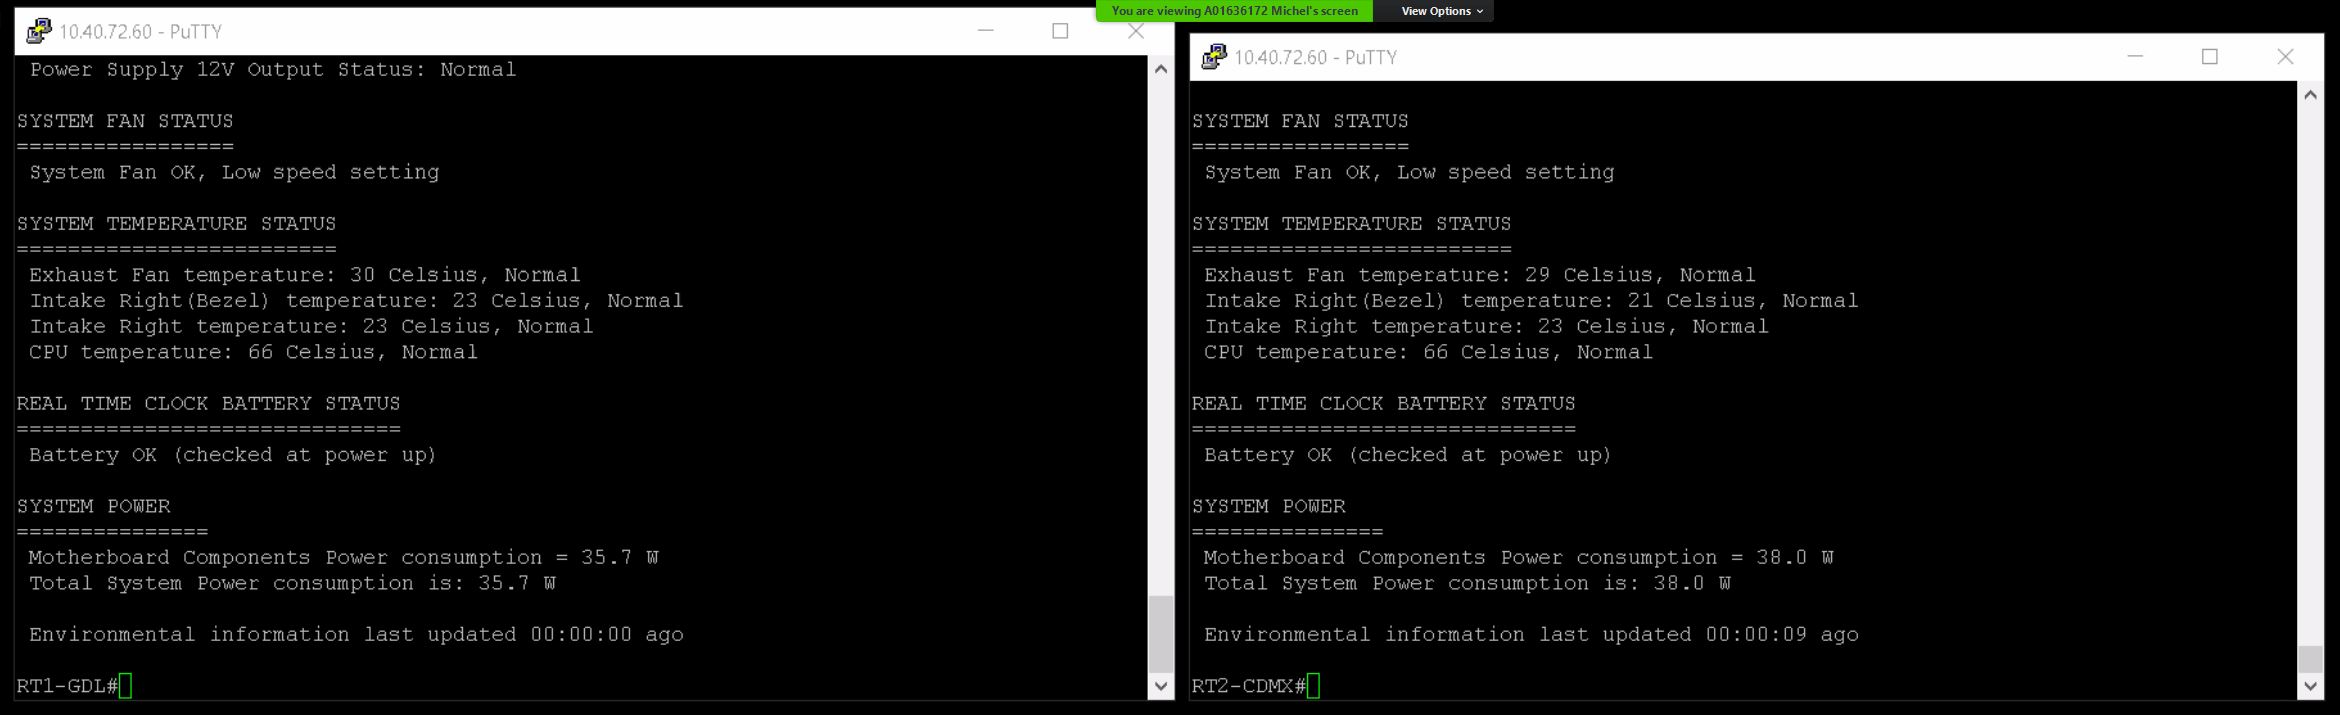 You are viewing A01636172 Michel's screen
View Options
10.40.72.60 - PuTTY
Power Supply 12V Output Status: Normal
SYSTEM FAN STATUS
=================
System Fan OK, Low speed setting
SYSTEM TEMPERATURE STATUS
=========================
Exhaust Fan temperature: 30 Celsius, Normal
Intake Right(Bezel) temperature: 23 Celsius, Normal
Intake Right temperature: 23 Celsius, Normal
CPU temperature: 66 Celsius, Normal
REAL TIME CLOCK BATTERY STATUS
==============================
Battery OK (checked at power up)
SYSTEM POWER
===============
Motherboard Components Power consumption = 35.7 W
Total System Power consumption is: 35.7 W
Environmental information last updated 00:00:00 ago
RT1-GDL#
10.40.72.60 - PuTTY
SYSTEM FAN STATUS
=================
System Fan OK, Low speed setting
SYSTEM TEMPERATURE STATUS
=========================
Exhaust Fan temperature: 29 Celsius, Normal
Intake Right(Bezel) temperature: 21 Celsius, Normal
Intake Right temperature: 23 Celsius, Normal
CPU temperature: 66 Celsius, Normal
REAL TIME CLOCK BATTERY STATUS
==============================
Battery OK (checked at power up)
SYSTEM POWER
===============
Motherboard Components Power consumption = 38.0 W
Total System Power consumption is: 38.0 W
Environmental information last updated 00:00:09 ago
RT2-CDMX#